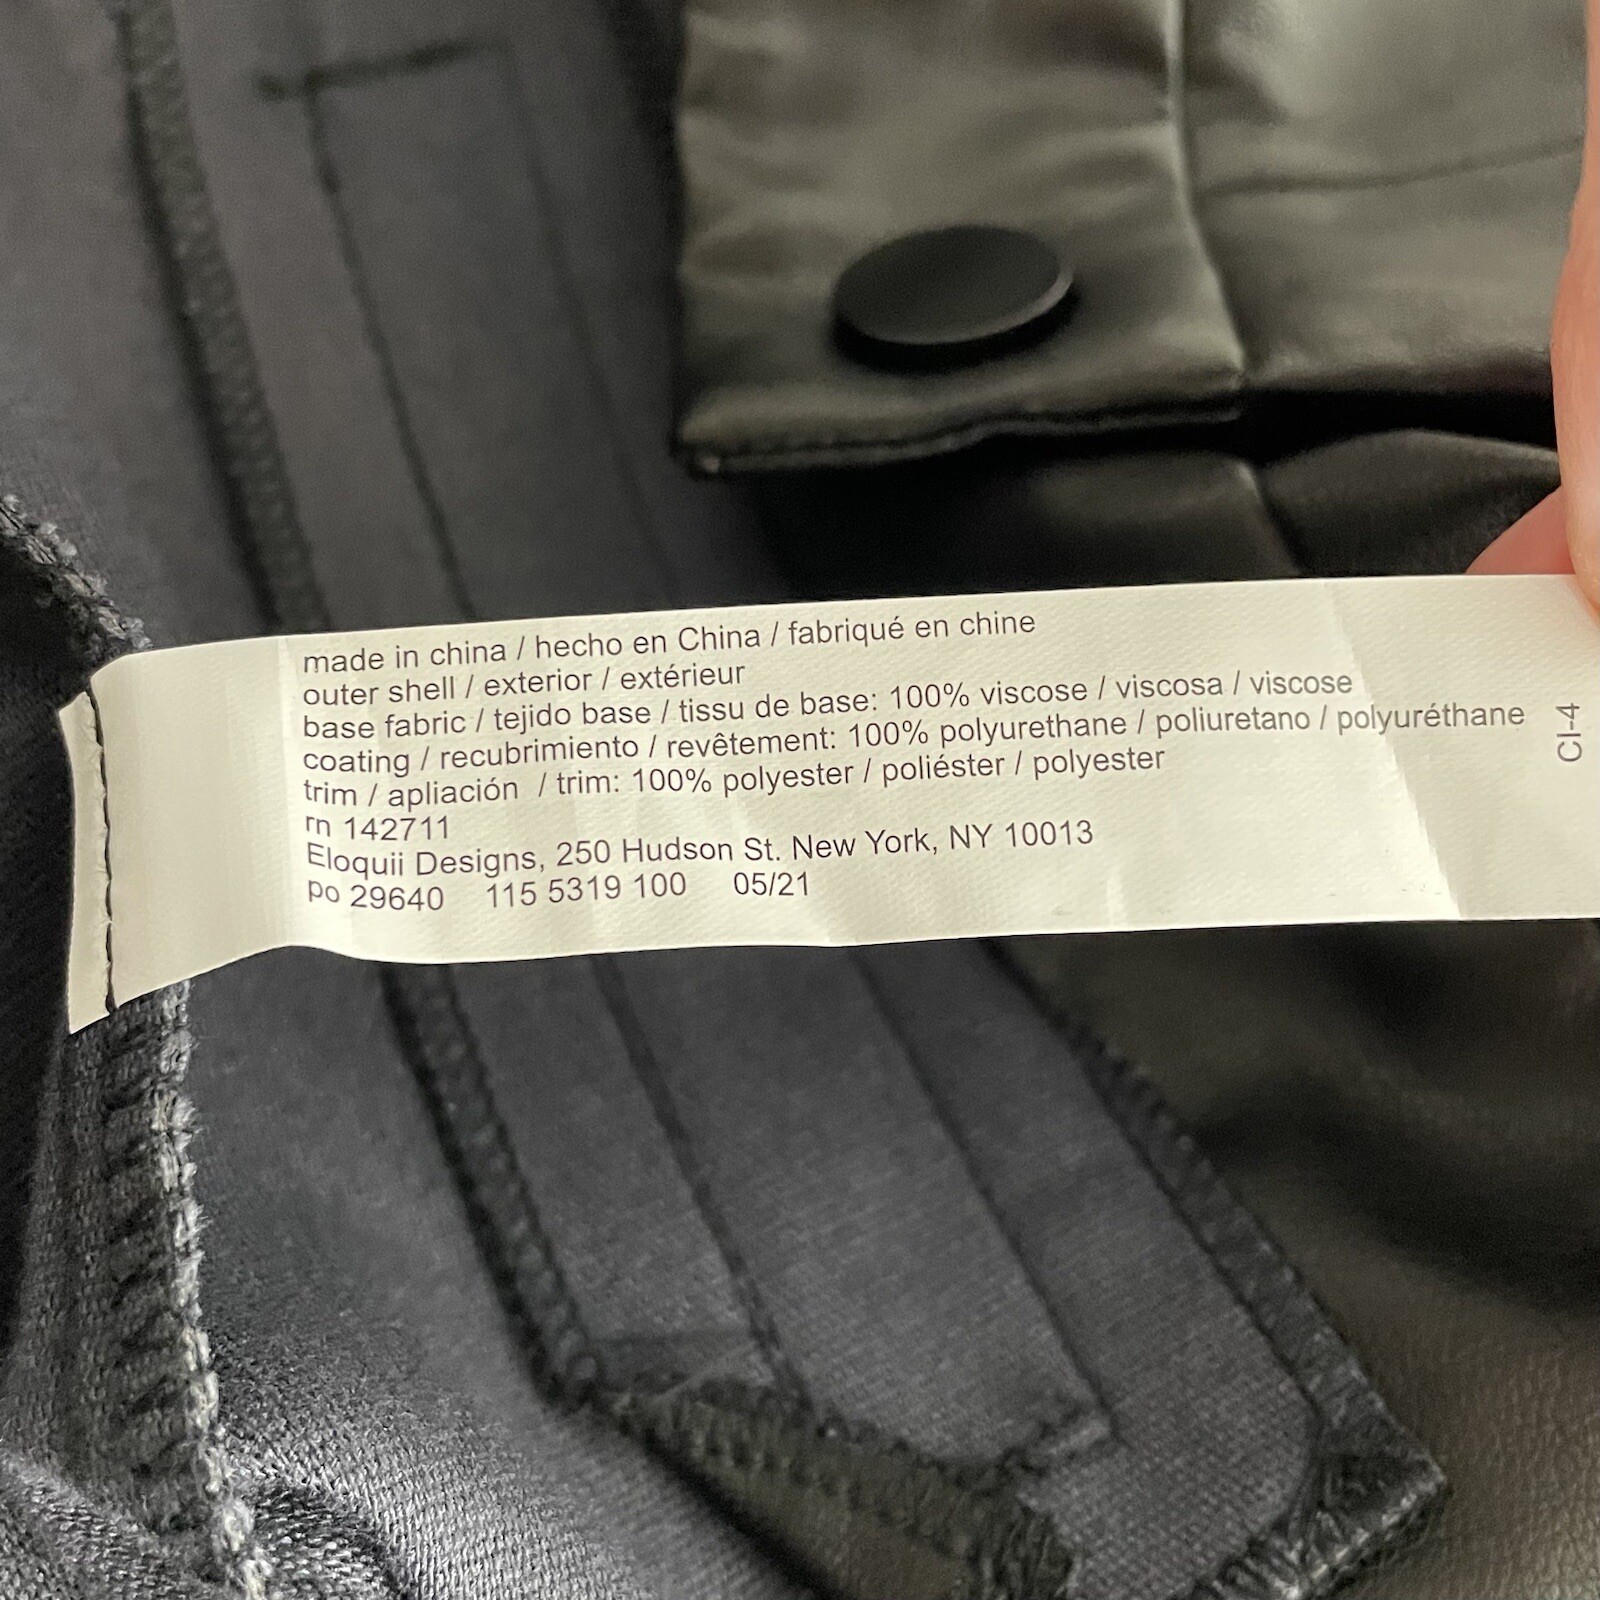 made in china / hecho en China / fabriqué en chine
outer shell / exterior / extérieur
base fabric / tejido base / tissu de base: 100% viscose / viscosa / viscose
coating / recubrimiento / revêtement: 100% polyurethane / poliuretano / polyuréthane
trim / apliación / trim: 100% polyester / poliéster / polyester
rn 142711
Eloquii Designs, 250 Hudson St. New York, NY 10013
po 29640 115 5319 100 05/21
CI-4